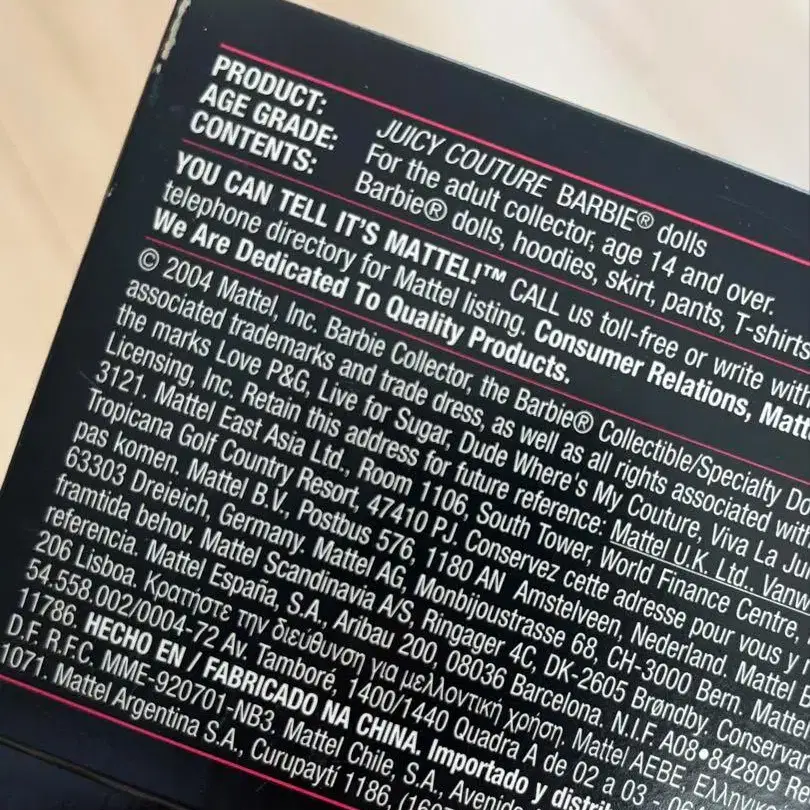 PRODUCT: JUICY COUTURE BARBIE® dolls
AGE GRADE: For the adult collector, age 14 and over.
CONTENTS: Barbie® dolls, hoodies, skirt, pants, T-shirts
YOU CAN TELL IT'S MATTEL!™ CALL us toll-free or write with
telephone directory for Mattel listing. Consumer Relations, Matt
We Are Dedicated To Quality Products.
© 2004 Mattel, Inc. Barbie Collector, the Barbie® Collectible/Specialty Do
associated trademarks and trade dress, as well as all rights associated with
the marks Love P&G, Live for Sugar, Dude Where's My Couture, Viva La Ju
Licensing, Inc. Retain this address for future reference: Mattel U.K. Ltd., Vanw
3121. Mattel East Asia Ltd., Room 1106, South Tower, World Finance Centre,
Tropicana Golf Country Resort, 47410 PJ. Conservez cette adresse pour vous y
pas komen. Mattel B.V., Postbus 576, 1180 AN Amstelveen, Nederland. Mattel
63303 Dreieich, Germany. Mattel AG, Monbijoustrasse 68, CH-3000 Bern. Matte
framtida behov. Mattel Scandinavia A/S, Ringager 4C, DK-2605 Brøndby. Conservar
referencia. Mattel España, S.A., Aribau 200, 08036 Barcelona. N.I.F. A08•842809 Re
206 Lisboa. Κρατήστε την διεύθυνση για μελλοντική χρήση, Mattel AEBE, Ελλην
54.558.002/0004-72 Av. Tamboré, 1400/1440 Quadra A de 02 a 03
11786. HECHO EN / FABRICADO NA CHINA. Importado y distri
D.F. R.F.C. MME-920701-NB3. Mattel Chile, S.A., Avenid
1071. Mattel Argentina S.A., Curupaytí 1186, (16